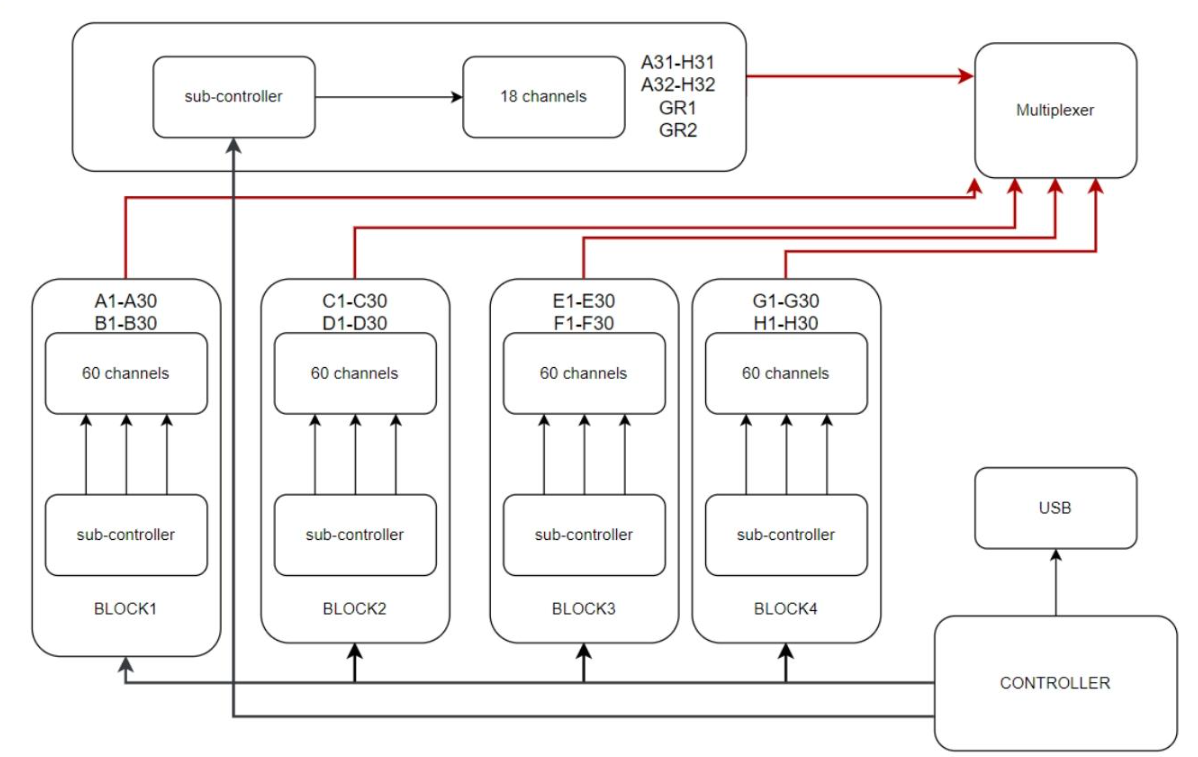 sub-controller
18 channels
A31-H31
A32-H32
GR1
GR2
Multiplexer
A1-A30
B1-B30
60 channels
sub-controller
BLOCK1
C1-C30
D1-D30
60 channels
sub-controller
BLOCK2
E1-E30
F1-F30
60 channels
sub-controller
BLOCK3
G1-G30
H1-H30
60 channels
sub-controller
BLOCK4
USB
CONTROLLER